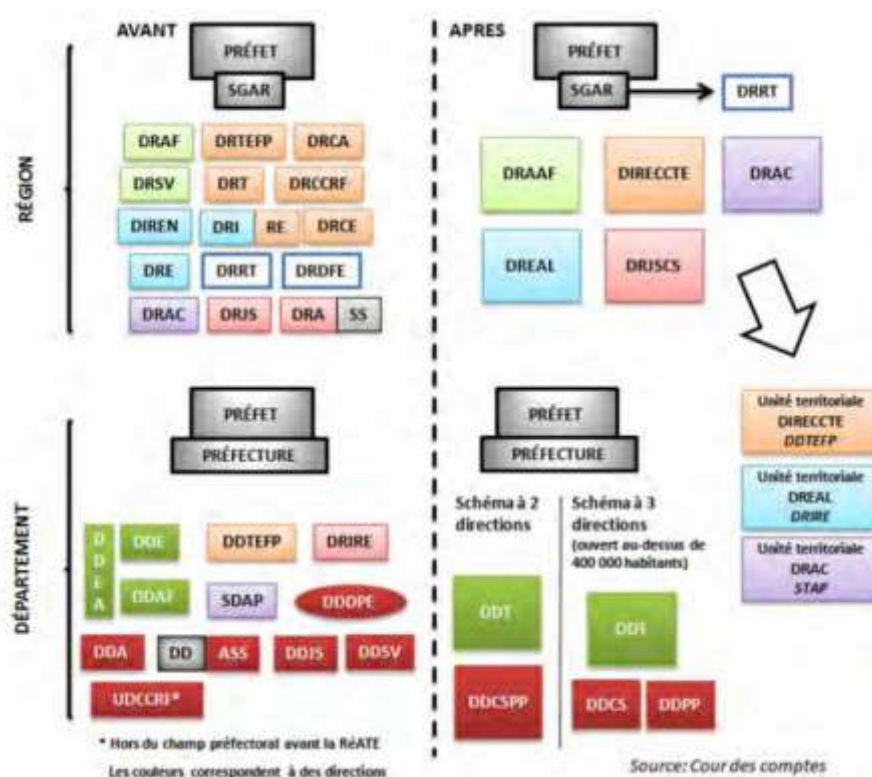 AVANT
PRÉFET
SGAR
RÉGION
DRAF DRTEFP DRCA
DRSV DRT DRCCRF
DIREN DRI RE DRCE
DRE DRRT DRDFE
DRAC DRJS DRA SS
APRES
PRÉFET
SGAR
DRRT
DRAAF DIRECCTE DRAC
DREAL DRJSCS
DÉPARTEMENT
PRÉFET
PRÉFECTURE
DDEA
DDE DDTEFP DRIRE
DDAF SDAP DDDPE
DDA DD ASS DDJS DDSV
UDCCRF*
* Hors du champ préfectoral avant la RéATE
Les couleurs correspondent à des directions
PRÉFET
PRÉFECTURE
Schéma à 2
directions
DDT
DDCSPP
Schéma à 3
directions
(ouvert au-dessus de
400 000 habitants)
DDT
DDCS DDPP
Unité territoriale
DIRECCTE
DDTEFP
Unité territoriale
DREAL
DRIRE
Unité territoriale
DRAC
STAP
Source: Cour des comptes